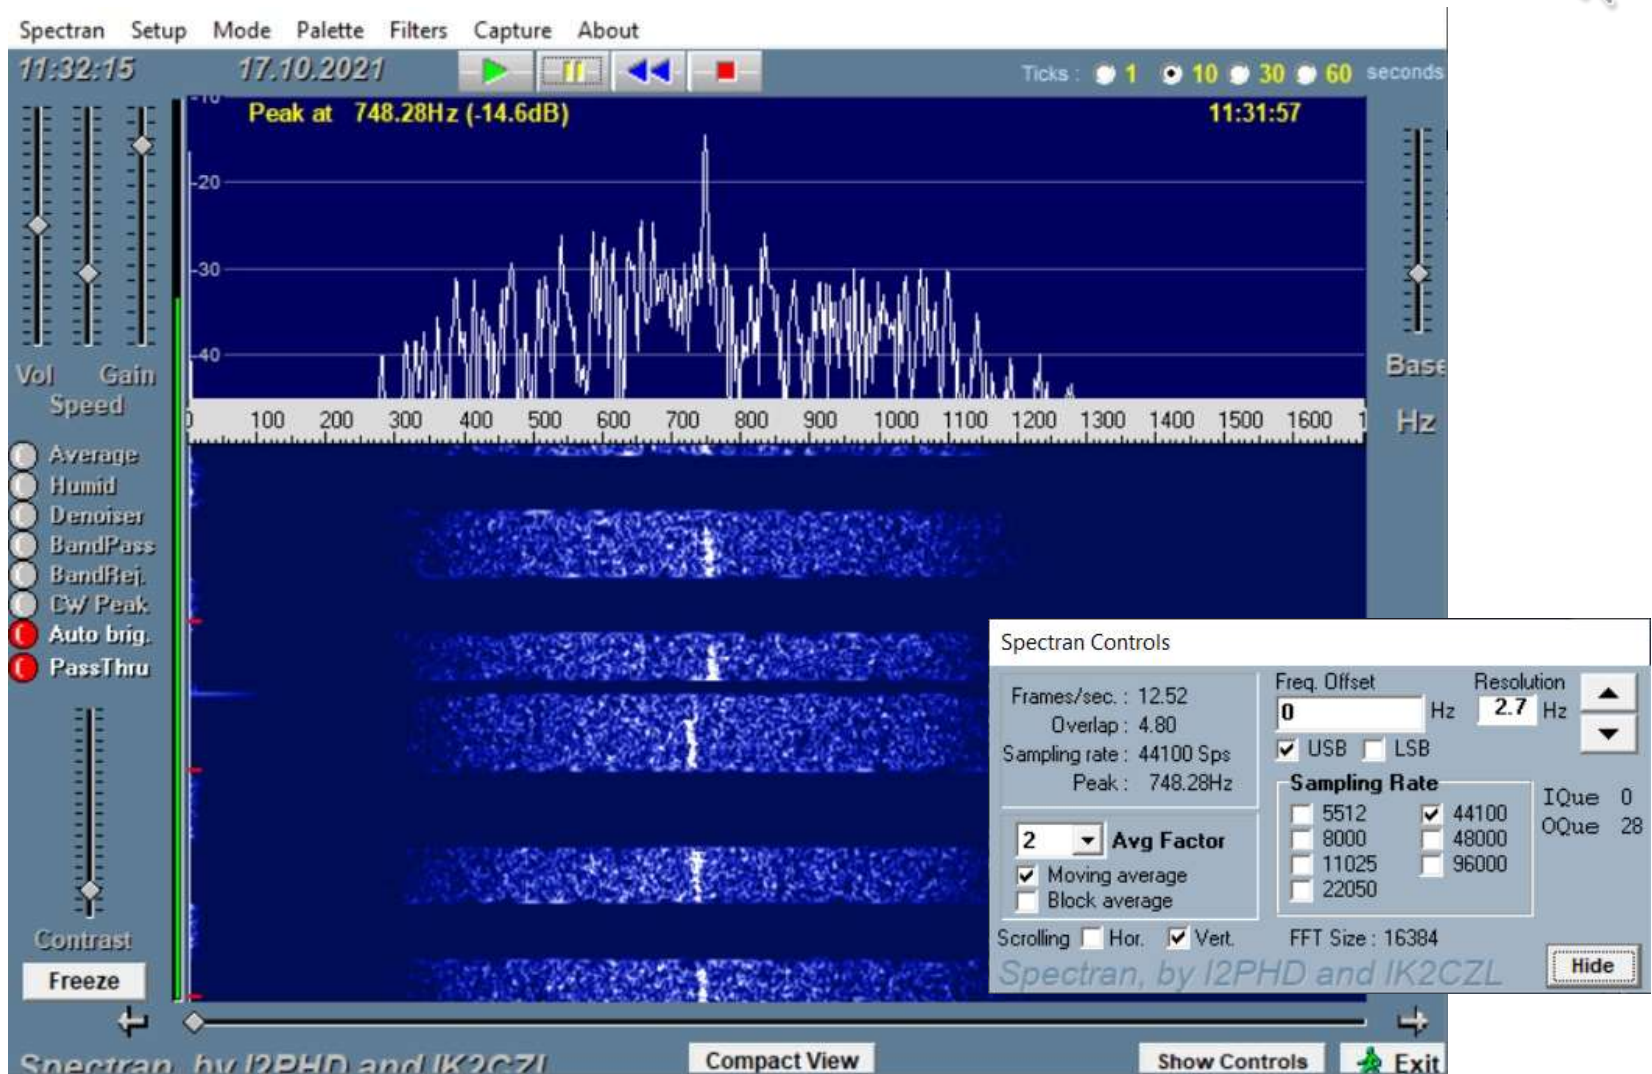 Spectran Setup Mode Palette Filters Capture About
11:32:15 17.10.2021 Ticks : 1 10 30 60 seconds
-10
Peak at 748.28Hz (-14.6dB) 11:31:57
-20
-30
-40
Vol Gain
Speed
Base
0 100 200 300 400 500 600 700 800 900 1000 1100 1200 1300 1400 1500 1600 1 Hz
Average
Humid
Denoiser
BandPass
BandRej.
CW Peak
Auto brig.
PassThru
Contrast
Freeze
Spectran Controls
Frames/sec. : 12.52
Overlap : 4.80
Sampling rate : 44100 Sps
Peak : 748.28Hz
Freq. Offset Resolution
0 Hz 2.7 Hz
USB LSB
2 Avg Factor
Moving average
Block average
Sampling Rate
5512 44100
8000 48000
11025 96000
22050
IQue 0
OQue 28
Scrolling Hor. Vert. FFT Size : 16384
Spectran, by I2PHD and IK2CZL Hide
Spectran, by I2PHD and IK2CZL Compact View Show Controls Exit